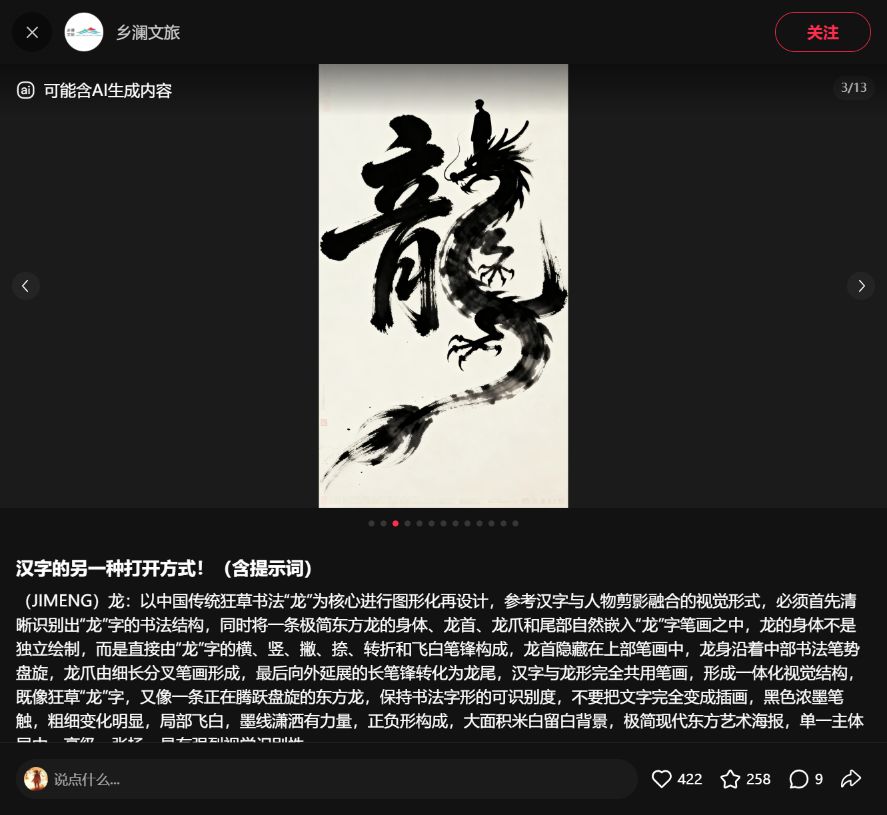 乡澜文旅
关注
ai 可能含AI生成内容
3/13
龍
汉字的另一种打开方式！（含提示词）
（JIMENG）龙：以中国传统狂草书法“龙”为核心进行图形化再设计，参考汉字与人物剪影融合的视觉形式，必须首先清
晰识别出“龙”字的书法结构，同时将一条极简东方龙的身体、龙首、龙爪和尾部自然嵌入“龙”字笔画之中，龙的身体不是
独立绘制，而是直接由“龙”字的横、竖、撇、捺、转折和飞白笔锋构成，龙首隐藏在上部笔画中，龙身沿着中部书法笔势
盘旋，龙爪由细长分叉笔画形成，最后向外延展的长笔锋转化为龙尾，汉字与龙形完全共用笔画，形成一体化视觉结构，
既像狂草“龙”字，又像一条正在腾跃盘旋的东方龙，保持书法字形的可识别度，不要把文字完全变成插画，黑色浓墨笔
触，粗细变化明显，局部飞白，墨线潇洒有力量，正负形构成，大面积米白留白背景，极简现代东方艺术海报，单一主体
说点什么...
422
258
9